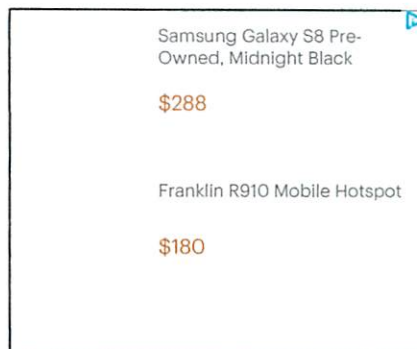 Samsung Galaxy S8 Pre-
Owned, Midnight Black
$288
Franklin R910 Mobile Hotspot
$180